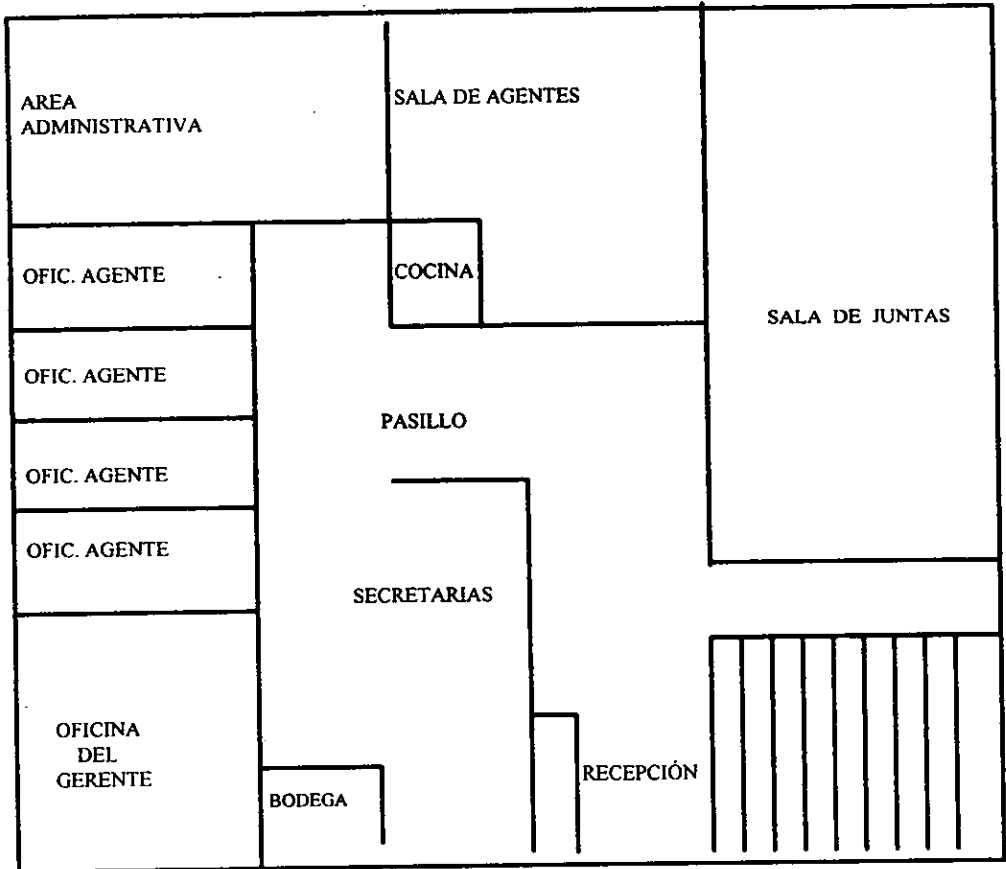 AREA
ADMINISTRATIVA
SALA DE AGENTES
OFIC. AGENTE
COCINA
SALA DE JUNTAS
OFIC. AGENTE
PASILLO
OFIC. AGENTE
OFIC. AGENTE
SECRETARIAS
OFICINA
DEL
GERENTE
BODEGA
RECEPCIÓN